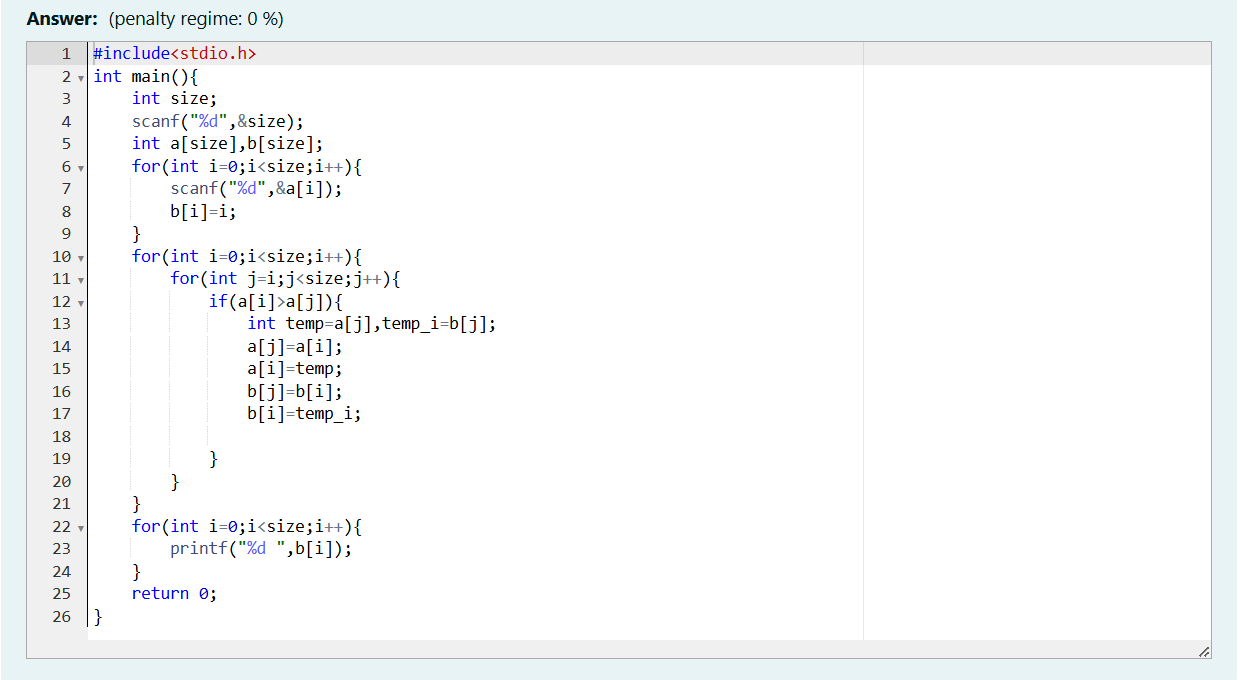 Answer: (penalty regime: 0 %)
1 #include<stdio.h>
2 int main(){
3     int size;
4     scanf("%d",&size);
5     int a[size],b[size];
6     for(int i=0;i<size;i++){
7         scanf("%d",&a[i]);
8         b[i]=i;
9     }
10     for(int i=0;i<size;i++){
11         for(int j=i;j<size;j++){
12             if(a[i]>a[j]){
13                 int temp=a[j],temp_i=b[j];
14                 a[j]=a[i];
15                 a[i]=temp;
16                 b[j]=b[i];
17                 b[i]=temp_i;
18
19             }
20         }
21     }
22     for(int i=0;i<size;i++){
23         printf("%d ",b[i]);
24     }
25     return 0;
26 }